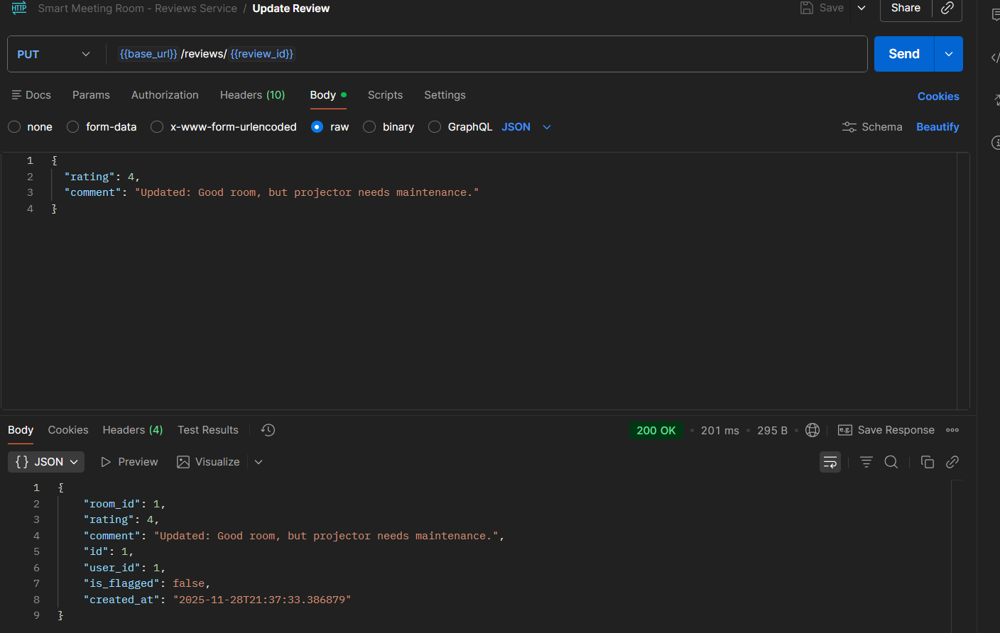 HTTP Smart Meeting Room - Reviews Service / Update Review Save Share
PUT {{base_url}} /reviews/ {{review_id}} Send
Docs Params Authorization Headers (10) Body Scripts Settings Cookies
none form-data x-www-form-urlencoded raw binary GraphQL JSON Schema Beautify
1 {
2 "rating": 4,
3 "comment": "Updated: Good room, but projector needs maintenance."
4 }
Body Cookies Headers (4) Test Results 200 OK 201 ms 295 B e.g. Save Response
{} JSON Preview Visualize
1 {
2 "room_id": 1,
3 "rating": 4,
4 "comment": "Updated: Good room, but projector needs maintenance.",
5 "id": 1,
6 "user_id": 1,
7 "is_flagged": false,
8 "created_at": "2025-11-28T21:37:33.386879"
9 }